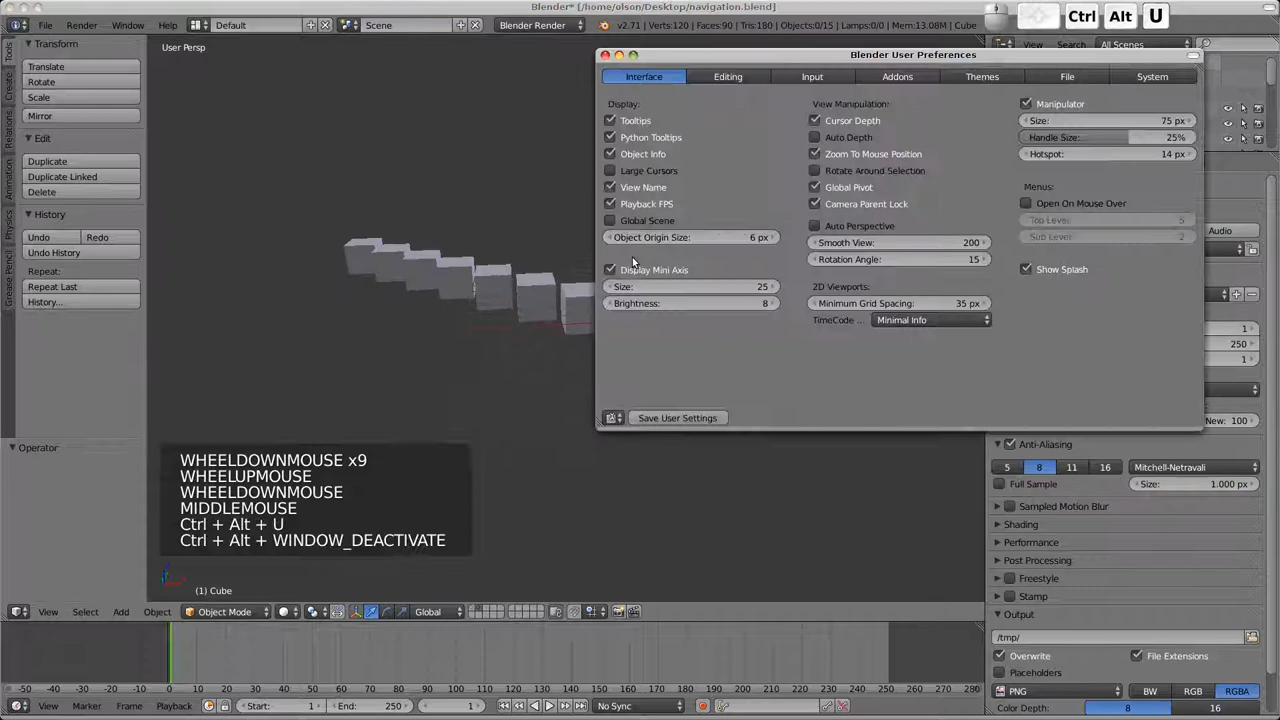 Blender* [/home/olson/Desktop/navigation.blend]
File Render Window Help Default Scene Blender Render v2.71 | Verts:120 | Faces:90 | Tris:180 | Objects:0/15 | Lamps:0/0 | Mem:13.08M | Cube
Ctrl Alt U
View Search All Scenes
Tools
Create
Relations
Animation
Physics
Grease Pencil
Transform
Translate
Rotate
Scale
Mirror
Edit
Duplicate
Duplicate Linked
Delete
History
Undo Redo
Undo History
Repeat:
Repeat Last
History...
Operator
User Persp
Blender User Preferences
Interface Editing Input Addons Themes File System
Display:
Tooltips
Python Tooltips
Object Info
Large Cursors
View Name
Playback FPS
Global Scene
Object Origin Size: 6 px
Display Mini Axis
Size: 25
Brightness: 8
View Manipulation:
Cursor Depth
Auto Depth
Zoom To Mouse Position
Rotate Around Selection
Global Pivot
Camera Parent Lock
Auto Perspective
Smooth View: 200
Rotation Angle: 15
2D Viewports:
Minimum Grid Spacing: 35 px
TimeCode ... Minimal Info
Manipulator
Size: 75 px
Handle Size: 25%
Hotspot: 14 px
Menus:
Open On Mouse Over
Top Level: 5
Sub Level: 2
Show Splash
Save User Settings
WHEELDOWNMOUSE x9
WHEELUPMOUSE
WHEELDOWNMOUSE
MIDDLEMOUSE
Ctrl + Alt + U
Ctrl + Alt + WINDOW_DEACTIVATE
(1) Cube
View Select Add Object Object Mode Global
Audio
1
250
1
New: 100
Anti-Aliasing
5 8 11 16 Mitchell-Netravali
Full Sample Size: 1.000 px
Sampled Motion Blur
Shading
Performance
Post Processing
Freestyle
Stamp
Output
/tmp/
Overwrite File Extensions
Placeholders
PNG BW RGB RGBA
Color Depth: 8 16
-50 -40 -30 -20 -10 0 10 20 30 40 50 60 70 80 90 100 110 120 130 140 150 160 170 180 190 200 210 220 230 240 250 260 270 280
View Marker Frame Playback Start: 1 End: 250 1 No Sync